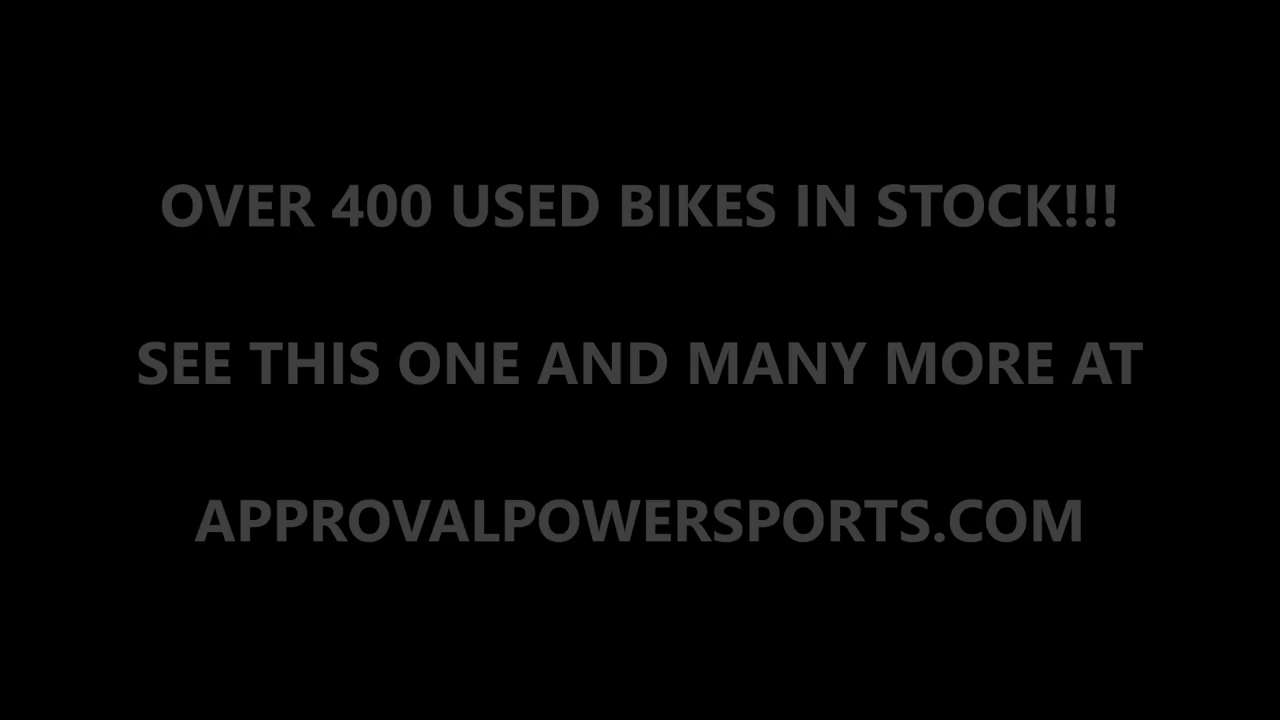 OVER 400 USED BIKES IN STOCK!!!
SEE THIS ONE AND MANY MORE AT
APPROVALPOWERSPORTS.COM